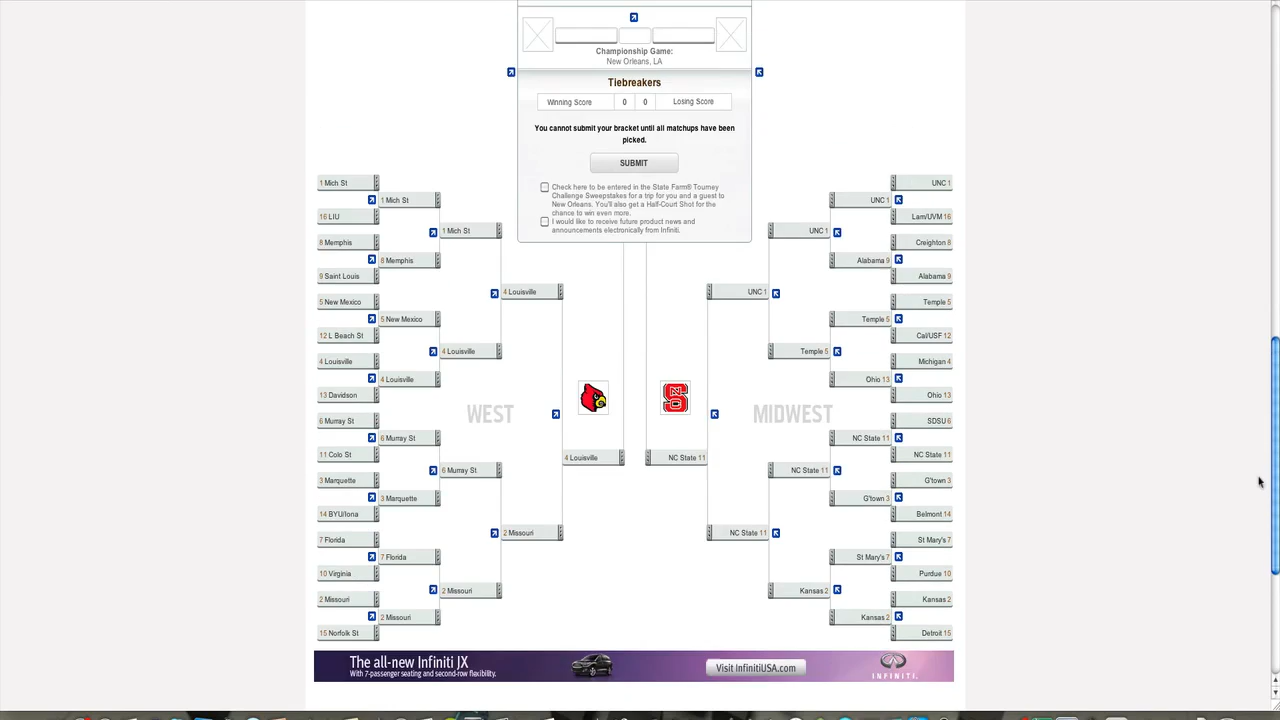 Championship Game:
New Orleans, LA
Tiebreakers
Winning Score 0 0 Losing Score
You cannot submit your bracket until all matchups have been
picked.
SUBMIT
Check here to be entered in the State Farm® Tourney
Challenge Sweepstakes for a trip for you and a guest to
New Orleans. You'll also get a Half-Court Shot for the
chance to win even more.
I would like to receive future product news and
announcements electronically from Infiniti.
1 Mich St
16 LIU
8 Memphis
9 Saint Louis
5 New Mexico
12 L Beach St
4 Louisville
13 Davidson
6 Murray St
11 Colo St
3 Marquette
14 BYU/Iona
7 Florida
10 Virginia
2 Missouri
15 Norfolk St
1 Mich St
8 Memphis
5 New Mexico
4 Louisville
6 Murray St
3 Marquette
7 Florida
2 Missouri
1 Mich St
4 Louisville
6 Murray St
2 Missouri
4 Louisville
2 Missouri
WEST
4 Louisville
NC State 11
MIDWEST
UNC 1
NC State 11
UNC 1
Temple 5
NC State 11
Kansas 2
UNC 1
Alabama 9
Temple 5
Ohio 13
NC State 11
G'town 3
St Mary's 7
Kansas 2
UNC 1
Lam/UVM 16
Creighton 8
Alabama 9
Temple 5
Cal/USF 12
Michigan 4
Ohio 13
SDSU 6
NC State 11
G'town 3
Belmont 14
St Mary's 7
Purdue 10
Kansas 2
Detroit 15
The all-new Infiniti JX
With 7-passenger seating and second-row flexibility.
Visit InfinitiUSA.com
INFINITI